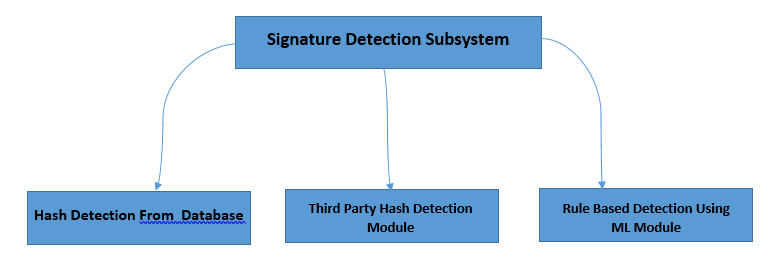 Signature Detection Subsystem
Hash Detection From Database
Third Party Hash Detection
Module
Rule Based Detection Using
ML Module